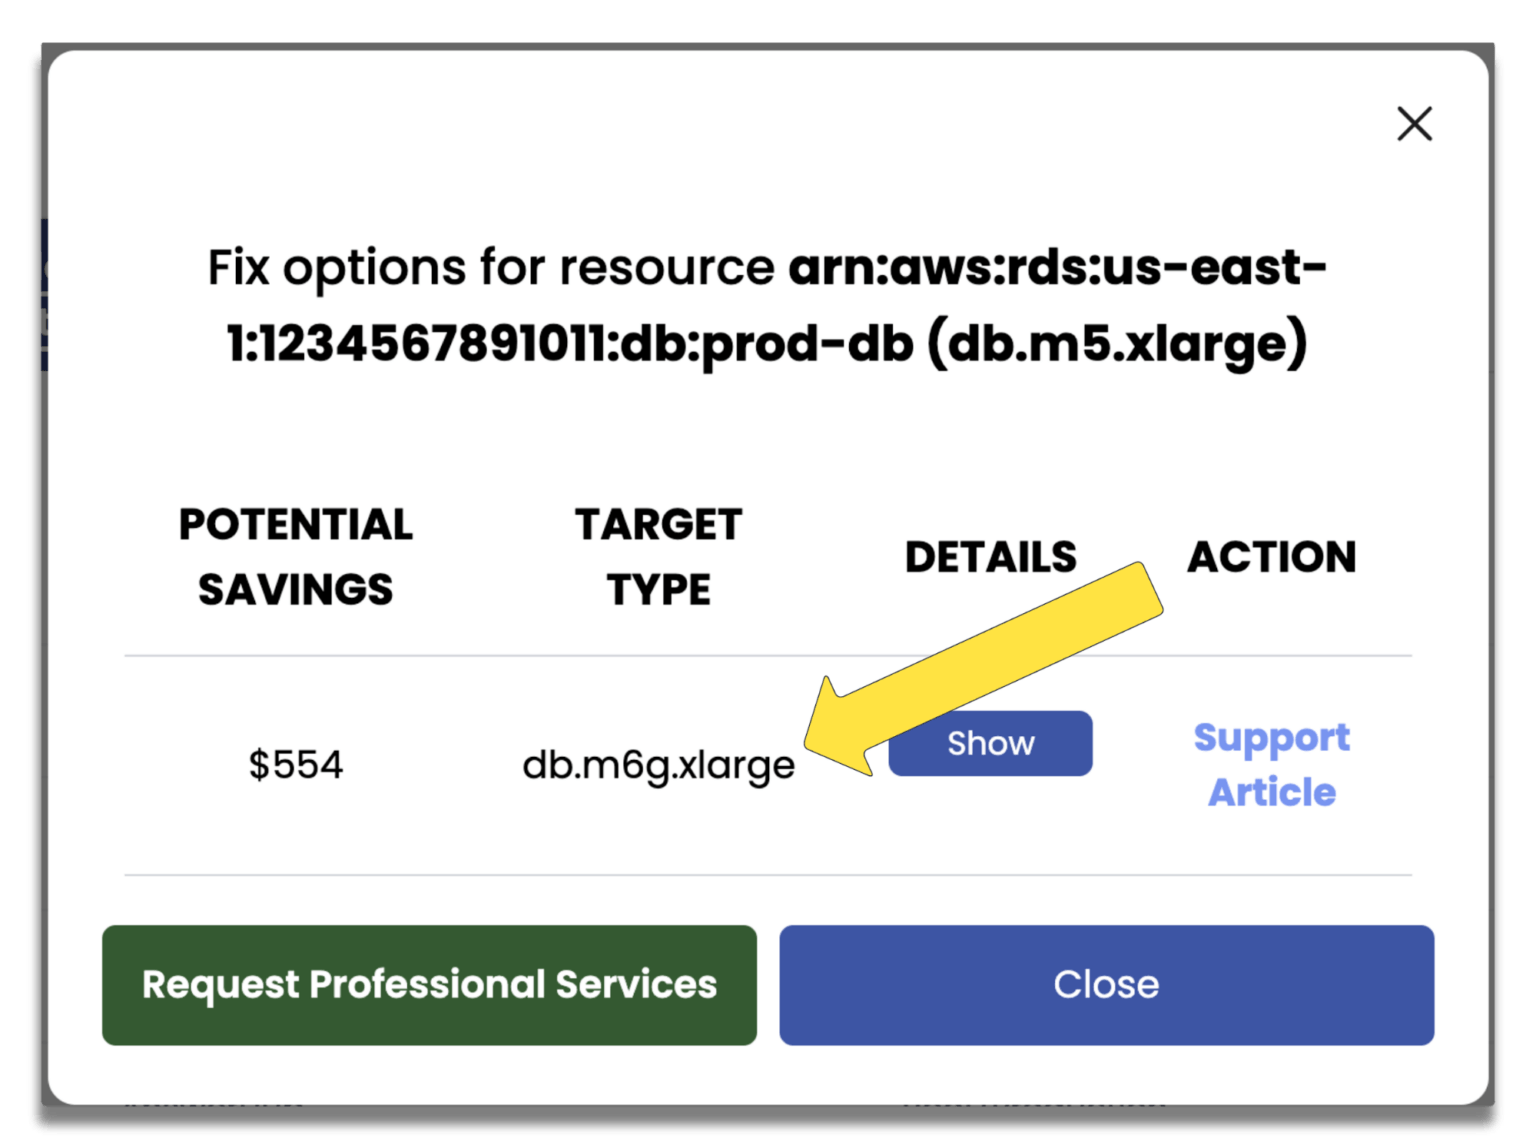 Fix options for resource arn:aws:rds:us-east-
1:1234567891011:db:prod-db (db.m5.xlarge)
POTENTIAL
SAVINGS
TARGET
TYPE
DETAILS
ACTION
$554
db.m6g.xlarge
Show
Support
Article
Request Professional Services
Close